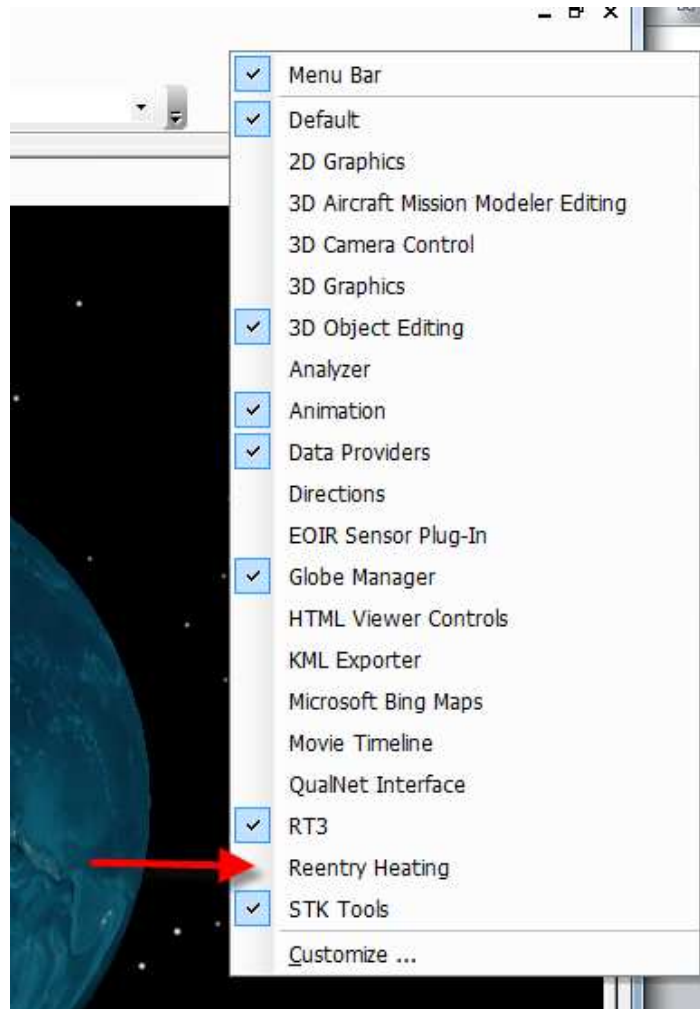 Menu Bar
Default
2D Graphics
3D Aircraft Mission Modeler Editing
3D Camera Control
3D Graphics
3D Object Editing
Analyzer
Animation
Data Providers
Directions
EOIR Sensor Plug-In
Globe Manager
HTML Viewer Controls
KML Exporter
Microsoft Bing Maps
Movie Timeline
QualNet Interface
RT3
Reentry Heating
STK Tools
Customize ...